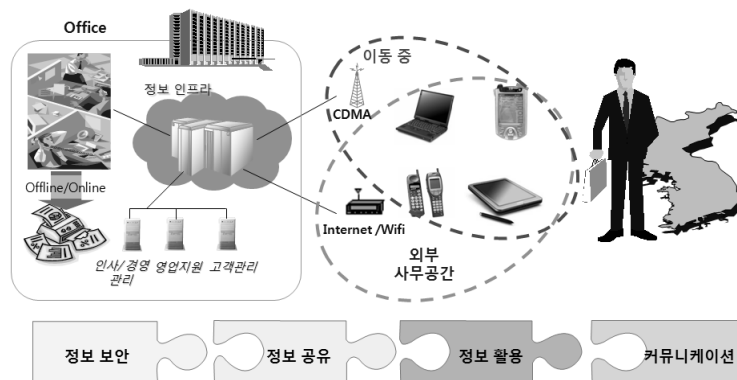 Office
정보 인프라
Offline/Online
인사/경영
관리
영업지원
고객관리
이동 중
CDMA
Internet /Wifi
외부
사무공간
정보 보안
정보 공유
정보 활용
커뮤니케이션